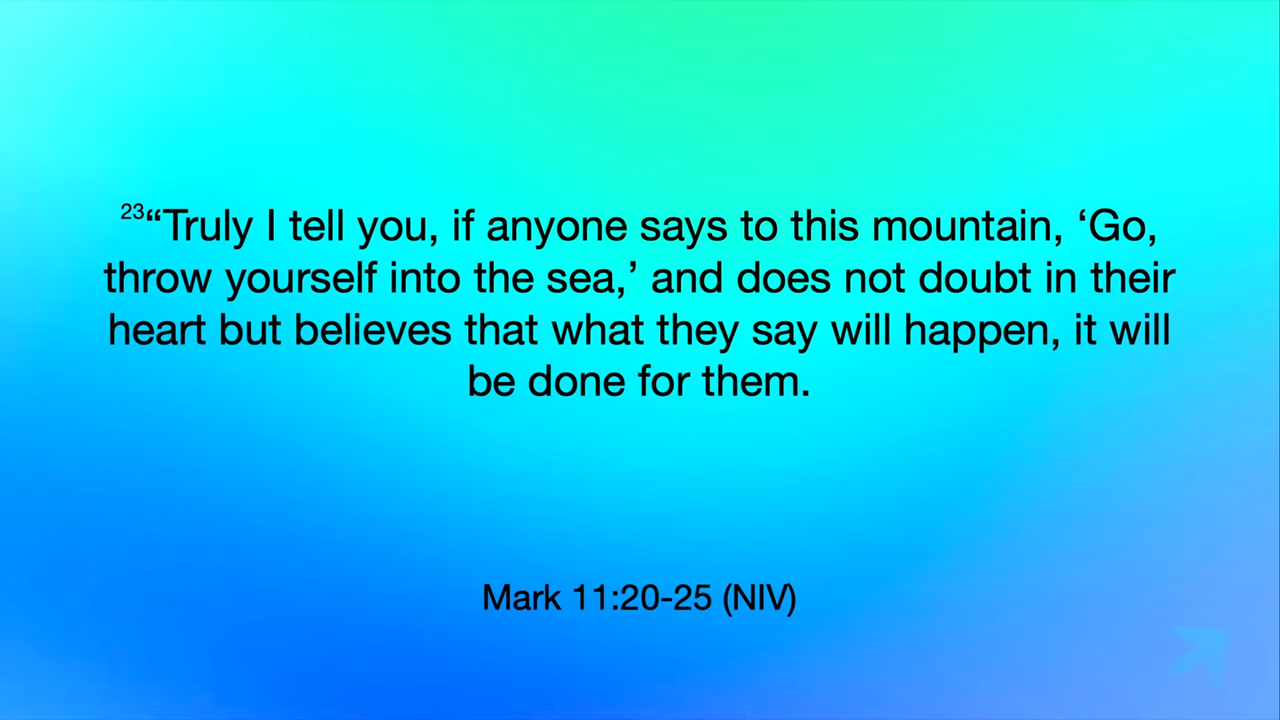 23“Truly I tell you, if anyone says to this mountain, ‘Go,
throw yourself into the sea,’ and does not doubt in their
heart but believes that what they say will happen, it will
be done for them.
Mark 11:20-25 (NIV)